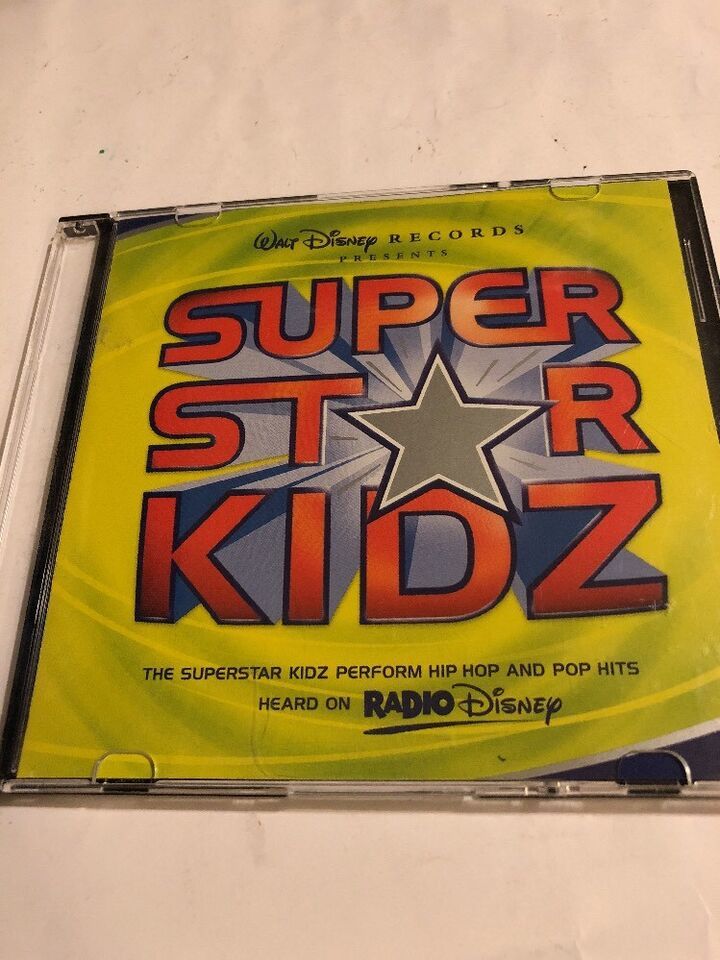 WALT DISNEY RECORDS
PRESENTS
SUPER
STAR
KIDZ
THE SUPERSTAR KIDZ PERFORM HIP HOP AND POP HITS
HEARD ON RADIO DISNEY